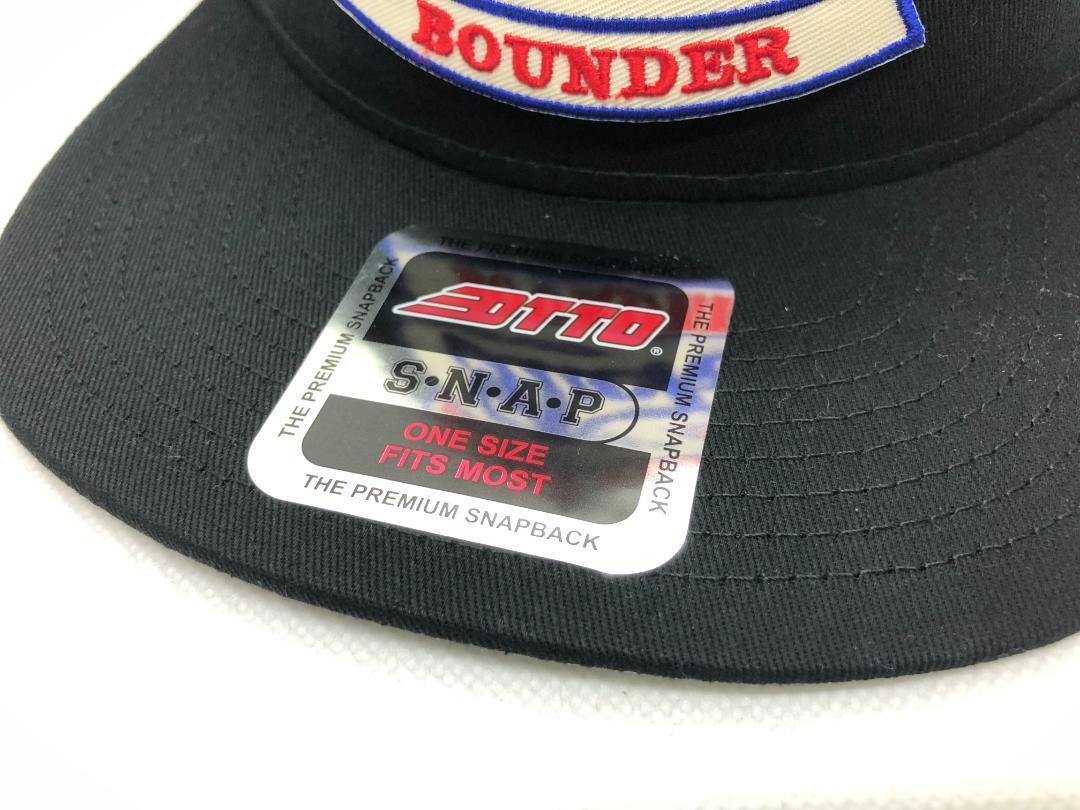 BOUNDER
THE PREMIUM SNAPBACK
THE PREMIUM SNAPBACK
OTTO®
THE PREMIUM SNAPBACK
S•N•A•P
ONE SIZE
FITS MOST
THE PREMIUM SNAPBACK